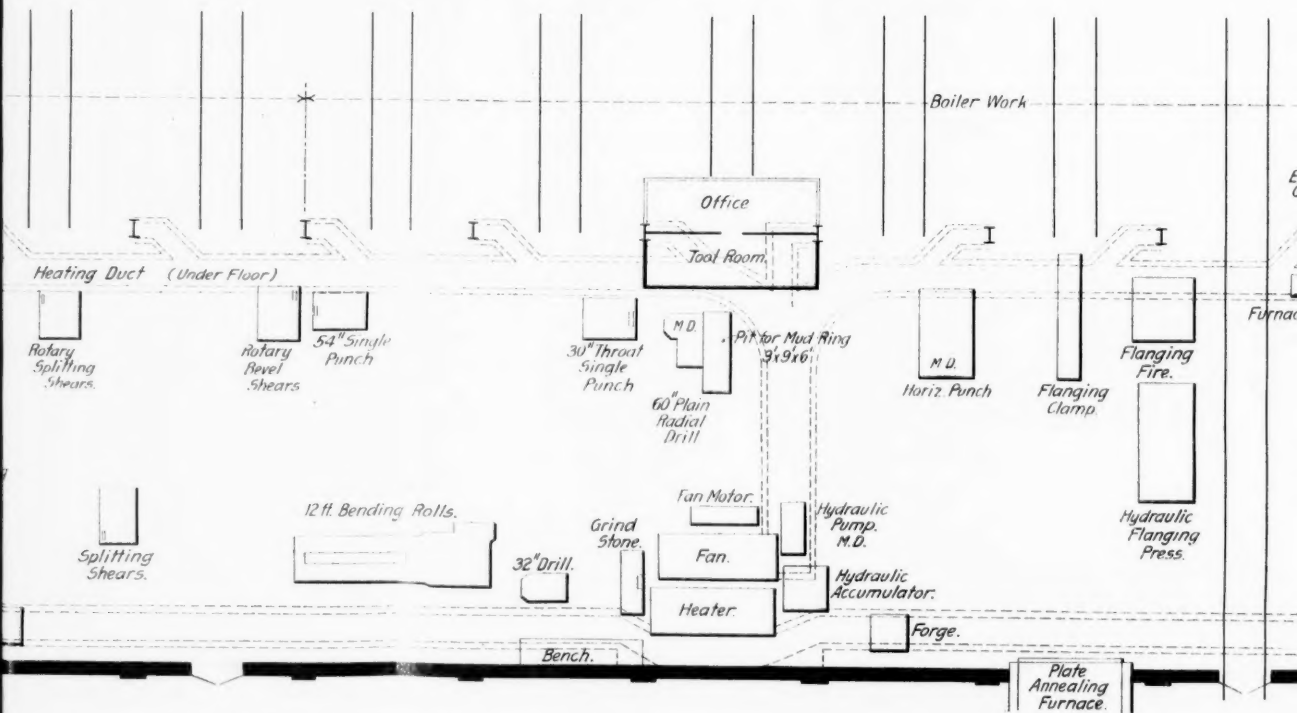 Boiler Work
Office
Tool Room.
Heating Duct (Under Floor)
Rotary
Splitting
Shears.
Rotary
Bevel
Shears
54" Single
Punch
30" Throat
Single
Punch
M.D.
60" Plain
Radial
Drill
Pit for Mud Ring
9'x9'x6'
M.D.
Horiz. Punch
Flanging
Clamp.
Flanging
Fire.
Hydraulic
Flanging
Press.
Splitting
Shears.
12 ft. Bending Rolls.
32" Drill.
Grind
Stone.
Fan Motor.
Fan.
Heater.
Hydraulic
Pump.
M.D.
Hydraulic
Accumulator.
Forge.
Bench.
Plate
Annealing
Furnace.